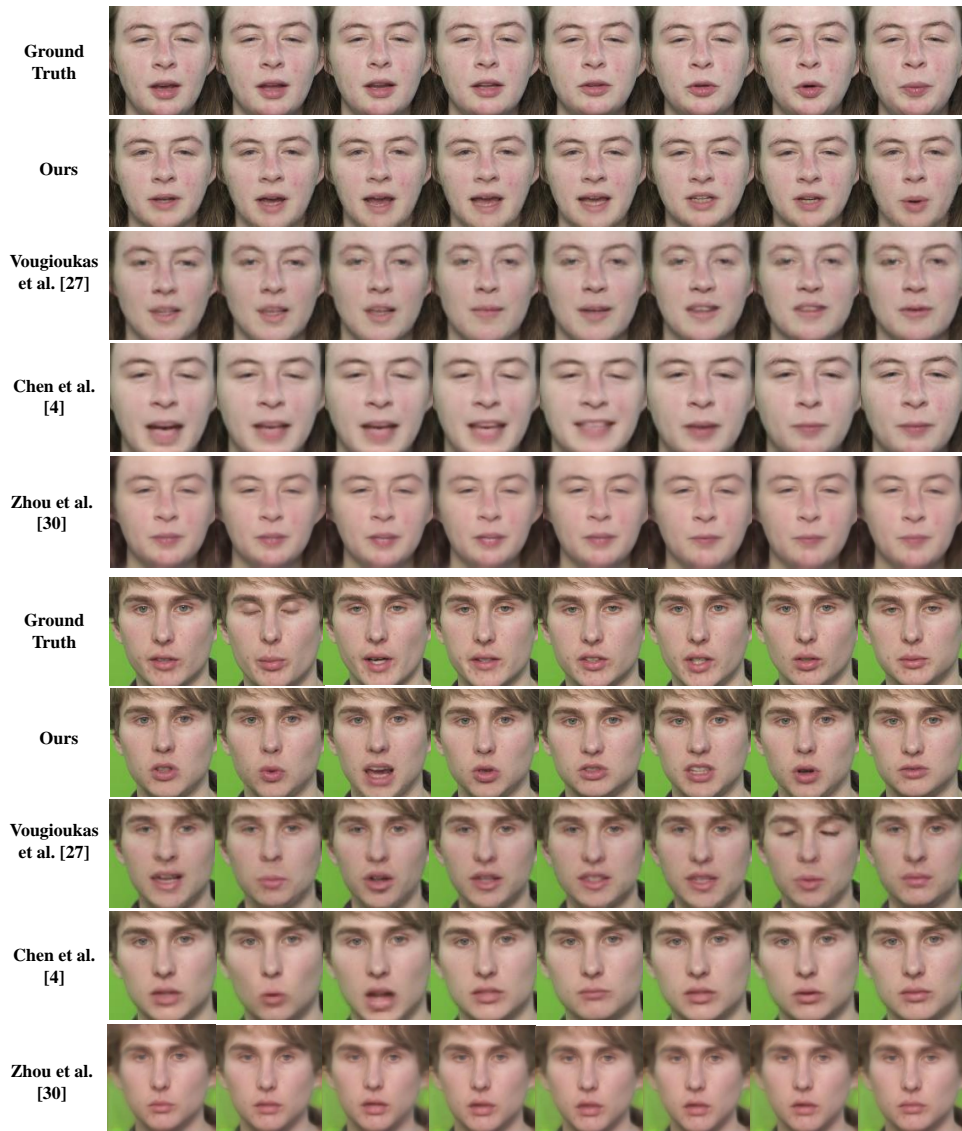 Ground
Truth
Ours
Vougioukas
et al. [27]
Chen et al.
[4]
Zhou et al.
[30]
Ground
Truth
Ours
Vougioukas
et al. [27]
Chen et al.
[4]
Zhou et al.
[30]